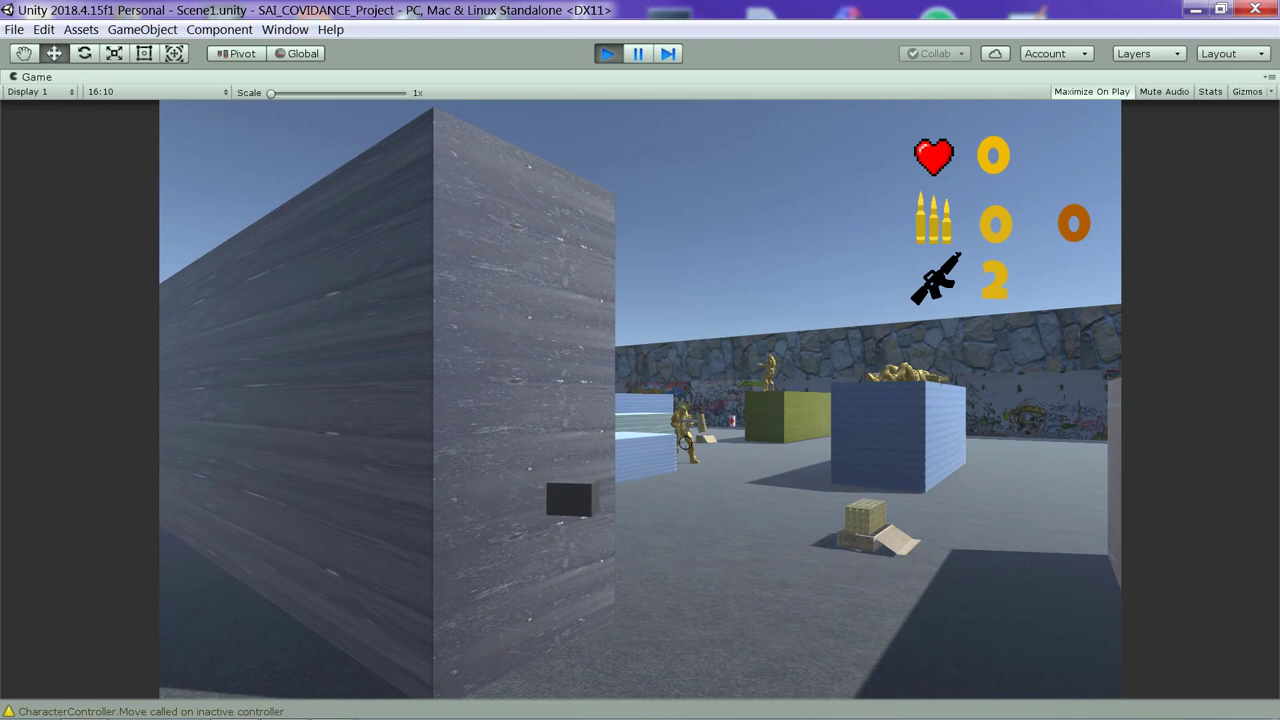 Unity 2018.4.15f1 Personal - Scene1.unity - SAI_COVIDANCE_Project - PC, Mac & Linux Standalone <DX11>
File Edit Assets GameObject Component Window Help
Pivot Global Collab Account Layers Layout
Game
Display 1 16:10 Scale 1x Maximize On Play Mute Audio Stats Gizmos
0
0 0
2
CharacterController.Move called on inactive controller